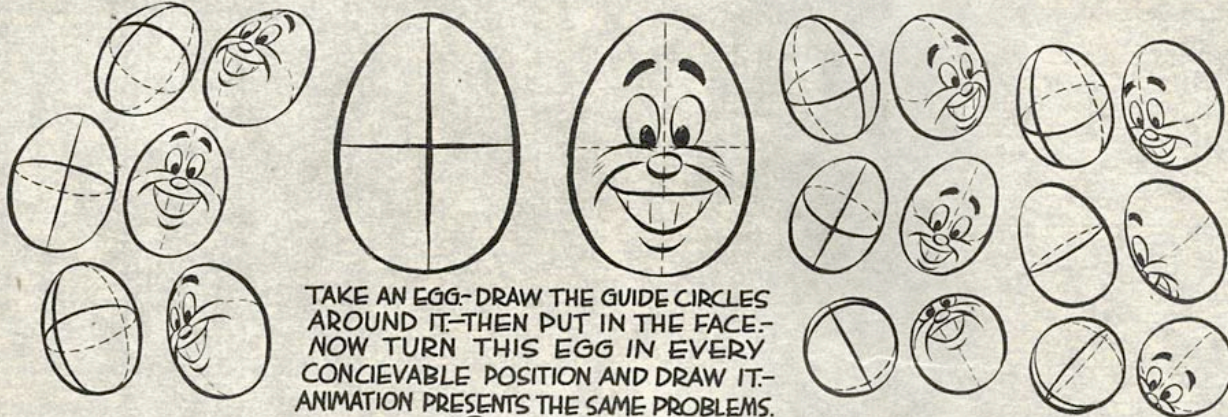 TAKE AN EGG.- DRAW THE GUIDE CIRCLES
AROUND IT.-THEN PUT IN THE FACE.-
NOW TURN THIS EGG IN EVERY
CONCIEVABLE POSITION AND DRAW IT.-
ANIMATION PRESENTS THE SAME PROBLEMS.